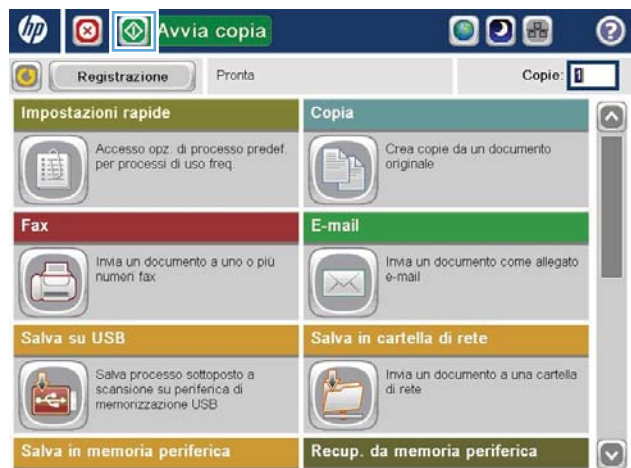 hp
Avvia copia
?
Registrazione
Pronta
Copie: 1
Impostazioni rapide
Accesso opz. di processo predef.
per processi di uso freq.
Copia
Crea copie da un documento
originale
Fax
Invia un documento a uno o più
numeri fax
E-mail
Invia un documento come allegato
e-mail
Salva su USB
Salva processo sottoposto a
scansione su periferica di
memorizzazione USB
Salva in cartella di rete
Invia un documento a una cartella
di rete
Salva in memoria periferica
Recup. da memoria periferica